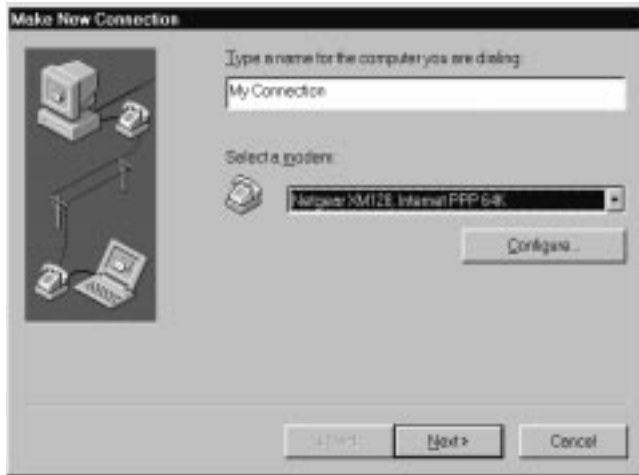 Make New Connection
Type a name for the computer you are dialing:
My Connection
Select a modem:
Netgear XM128, Internet PPP 64K
Configure...
< Back
Next >
Cancel